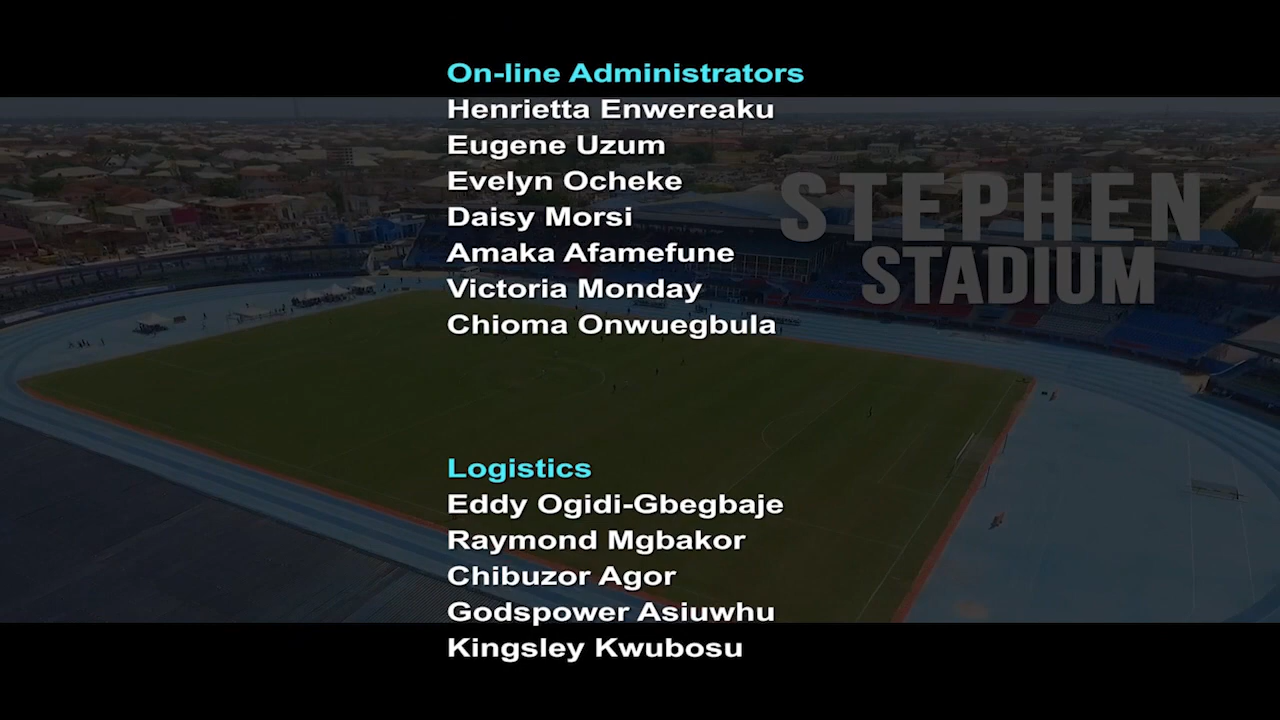 On-line Administrators
Henrietta Enwereaku
Eugene Uzum
Evelyn Ocheke
Daisy Morsi
Amaka Afamefune
Victoria Monday
Chioma Onwuegbula
STEPHEN
STADIUM
Logistics
Eddy Ogidi-Gbegbaje
Raymond Mgbakor
Chibuzor Agor
Godspower Asiuwhu
Kingsley Kwubosu